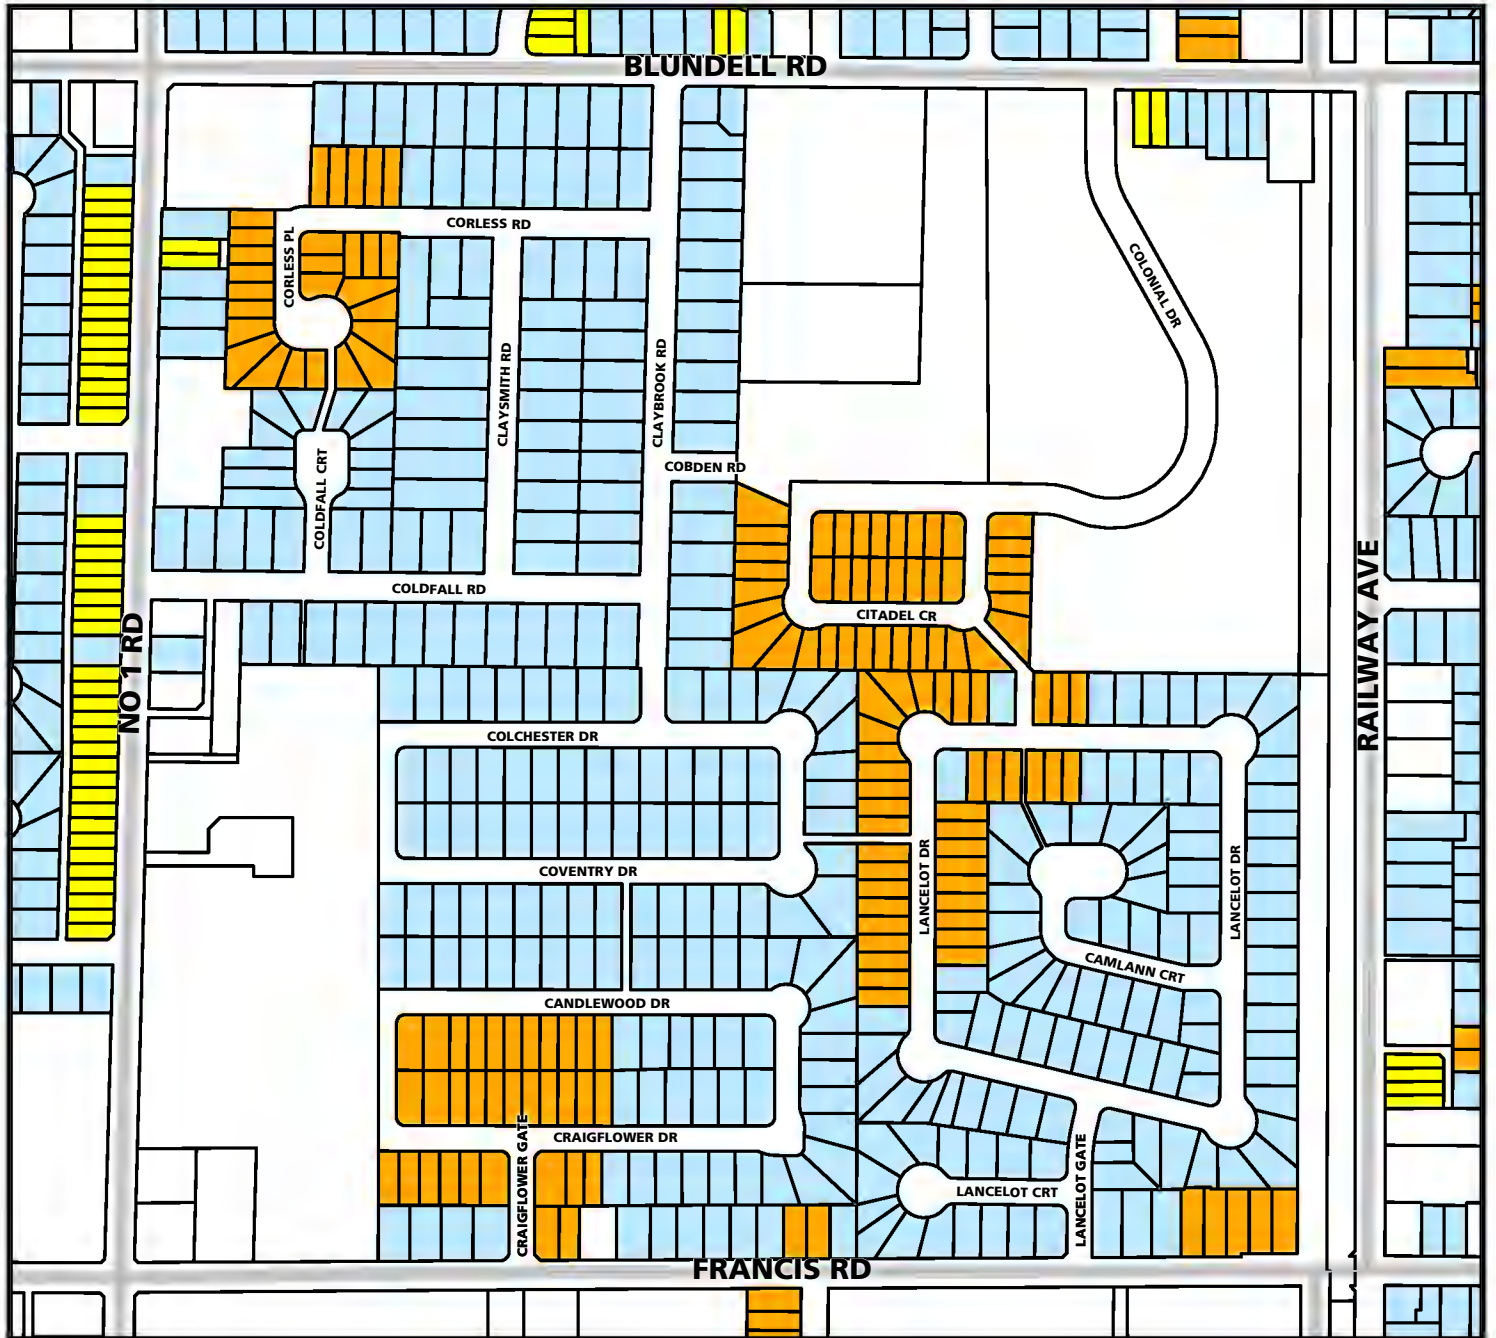 BLUNDELL RD
CORLESS RD
CORLESS PL
COLONIAL DR
CLAYSMITH RD
CLAYBROOK RD
COBDEN RD
COLDFALL CRT
COLDFALL RD
CITADEL CR
NO 1 RD
RAILWAY AVE
COLCHESTER DR
COVENTRY DR
LANCELOT DR
LANCELOT DR
CAMLANN CRT
CANDLEWOOD DR
CRAIGFLOWER DR
CRAIGFLOWER GATE
LANCELOT CRT
LANCELOT GATE
FRANCIS RD